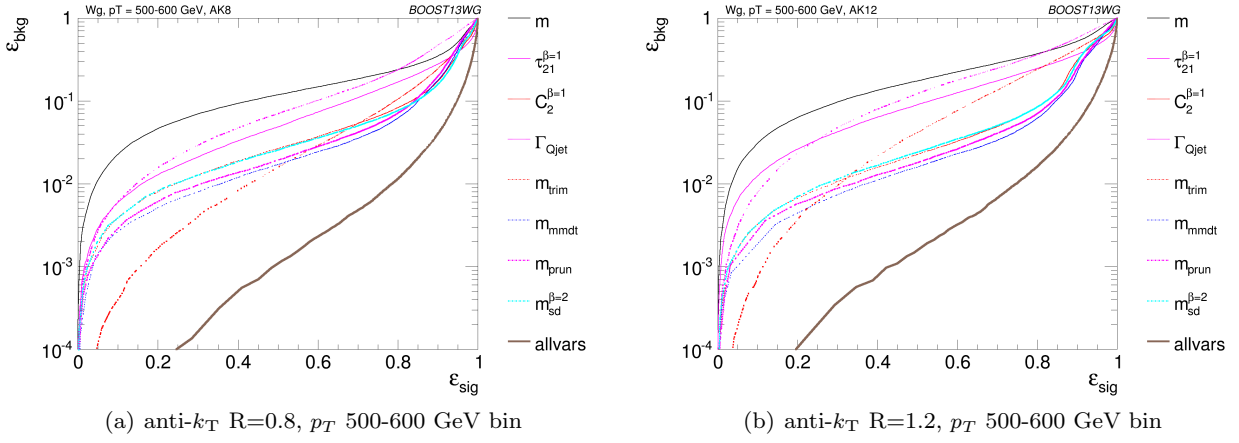 Wg, pT = 500-600 GeV, AK8 BOOST13WG
ε_bkg
1
10^-1
10^-2
10^-3
10^-4
0 0.2 0.4 0.6 0.8 1
ε_sig
m
τ_21^β=1
C_2^β=1
Γ_Qjet
m_trim
m_mmdt
m_prun
m_sd^β=2
allvars
(a) anti-k_T R=0.8, p_T 500-600 GeV bin
Wg, pT = 500-600 GeV, AK12 BOOST13WG
ε_bkg
1
10^-1
10^-2
10^-3
10^-4
0 0.2 0.4 0.6 0.8 1
ε_sig
m
τ_21^β=1
C_2^β=1
Γ_Qjet
m_trim
m_mmdt
m_prun
m_sd^β=2
allvars
(b) anti-k_T R=1.2, p_T 500-600 GeV bin